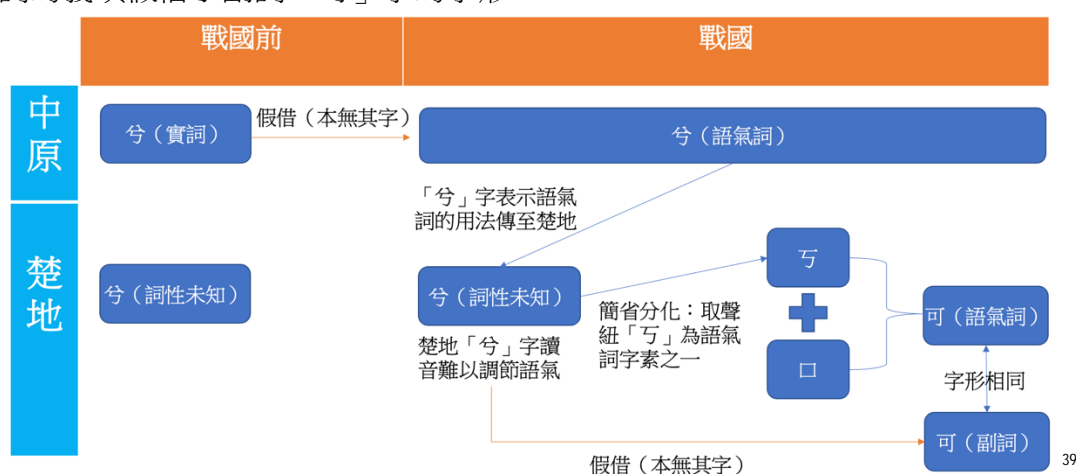 戰國前
戰國
中原
兮（實詞）
假借（本無其字）
兮（語氣詞）
「兮」字表示語氣
詞的用法傳至楚地
楚地
兮（詞性未知）
兮（詞性未知）
楚地「兮」字讀
音難以調節語氣
簡省分化：取聲
紐「丂」為語氣
詞字素之一
丂
口
可（語氣詞）
字形相同
可（副詞）
假借（本無其字）
39